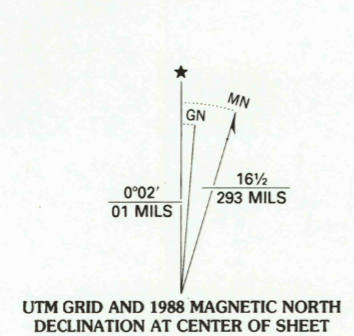 ★
MN
GN
0°02′
01 MILS
16½
293 MILS
UTM GRID AND 1988 MAGNETIC NORTH
DECLINATION AT CENTER OF SHEET